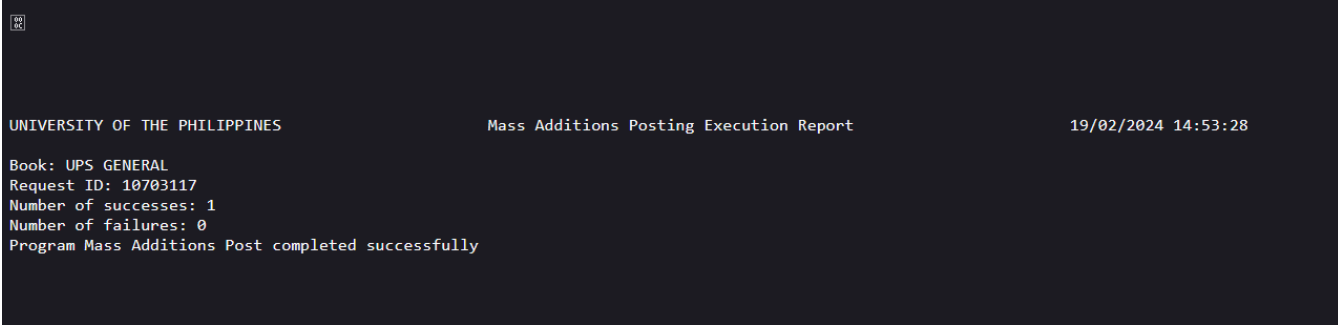 UNIVERSITY OF THE PHILIPPINES Mass Additions Posting Execution Report 19/02/2024 14:53:28
Book: UPS GENERAL
Request ID: 10703117
Number of successes: 1
Number of failures: 0
Program Mass Additions Post completed successfully